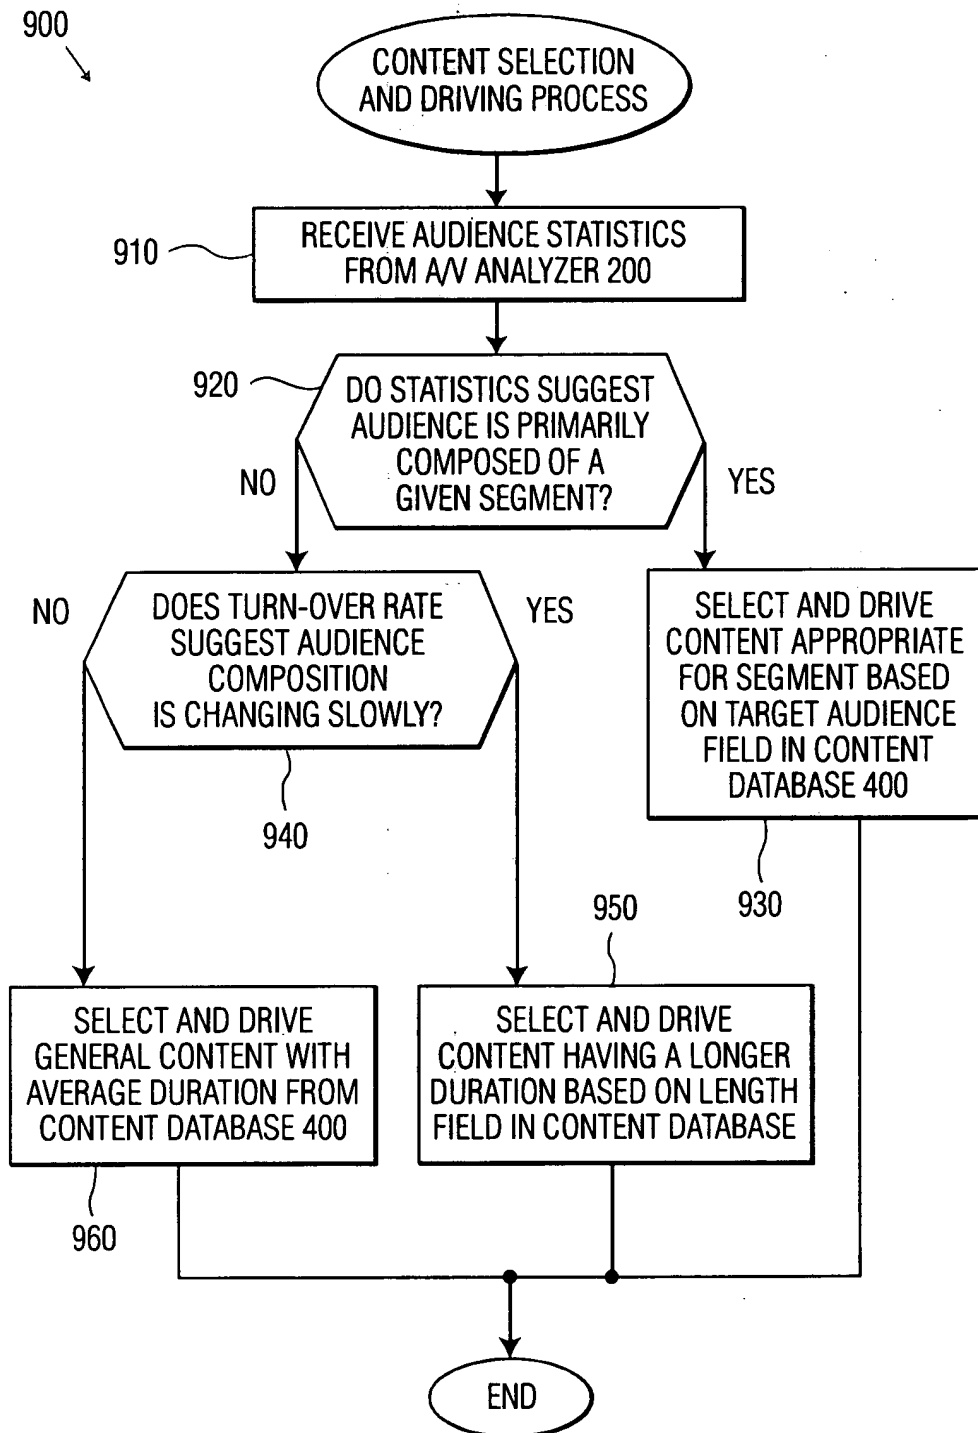 900
CONTENT SELECTION
AND DRIVING PROCESS
910
RECEIVE AUDIENCE STATISTICS
FROM A/V ANALYZER 200
920
DO STATISTICS SUGGEST
AUDIENCE IS PRIMARILY
COMPOSED OF A
GIVEN SEGMENT?
NO
YES
NO
DOES TURN-OVER RATE
SUGGEST AUDIENCE
COMPOSITION
IS CHANGING SLOWLY?
YES
940
SELECT AND DRIVE
CONTENT APPROPRIATE
FOR SEGMENT BASED
ON TARGET AUDIENCE
FIELD IN CONTENT
DATABASE 400
930
950
SELECT AND DRIVE
GENERAL CONTENT WITH
AVERAGE DURATION FROM
CONTENT DATABASE 400
960
SELECT AND DRIVE
CONTENT HAVING A LONGER
DURATION BASED ON LENGTH
FIELD IN CONTENT DATABASE
END